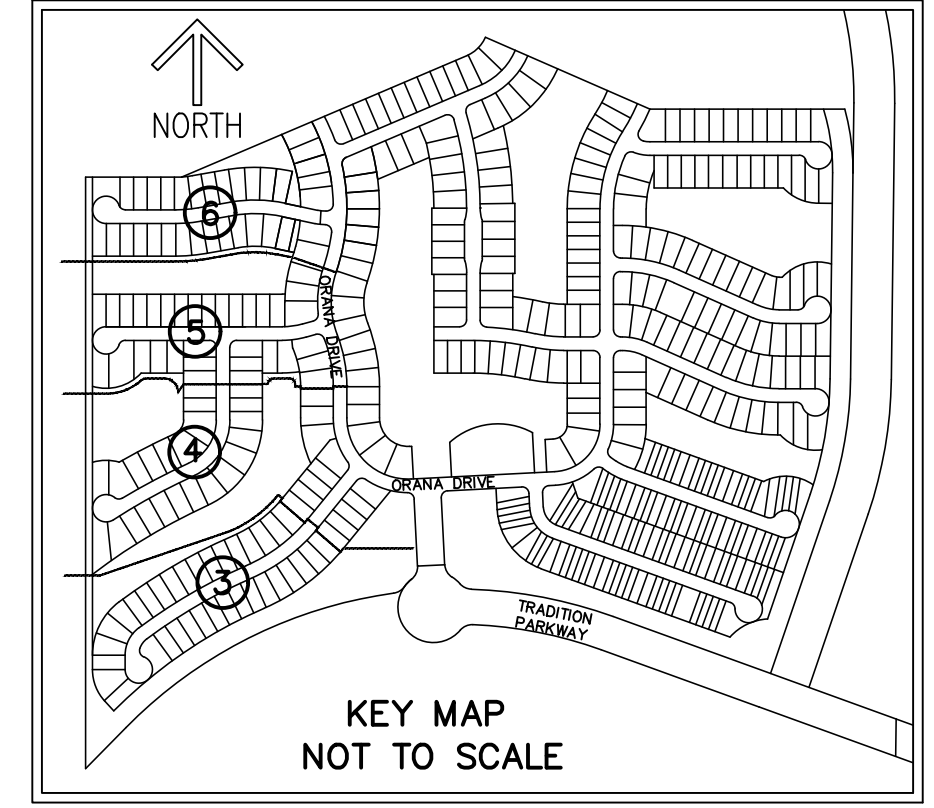 NORTH
6
ORANA DRIVE
5
4
ORANA DRIVE
3
TRADITION
PARKWAY
KEY MAP
NOT TO SCALE